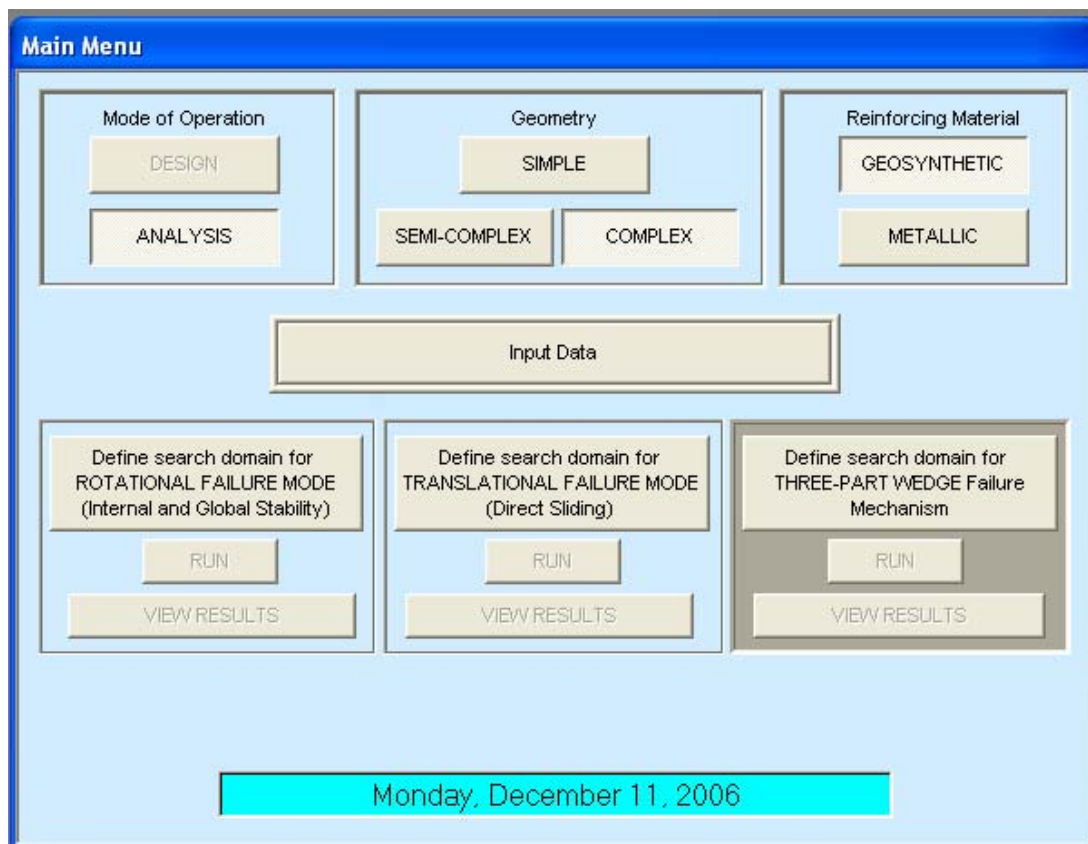 Main Menu
Mode of Operation
DESIGN
ANALYSIS
Geometry
SIMPLE
SEMI-COMPLEX
COMPLEX
Reinforcing Material
GEOSYNTHETIC
METALLIC
Input Data
Define search domain for
ROTATIONAL FAILURE MODE
(Internal and Global Stability)
RUN
VIEW RESULTS
Define search domain for
TRANSLATIONAL FAILURE MODE
(Direct Sliding)
RUN
VIEW RESULTS
Define search domain for
THREE-PART WEDGE Failure
Mechanism
RUN
VIEW RESULTS
Monday, December 11, 2006